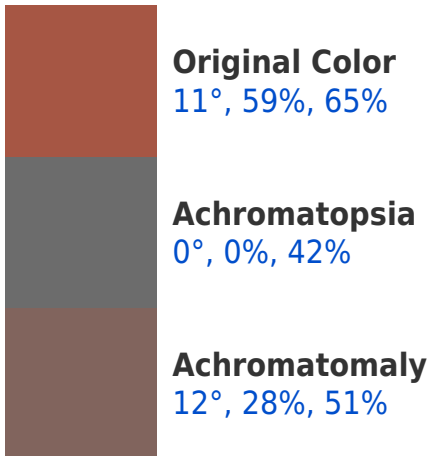 Original Color
11°, 59%, 65%
Achromatopsia
0°, 0%, 42%
Achromatomaly
12°, 28%, 51%